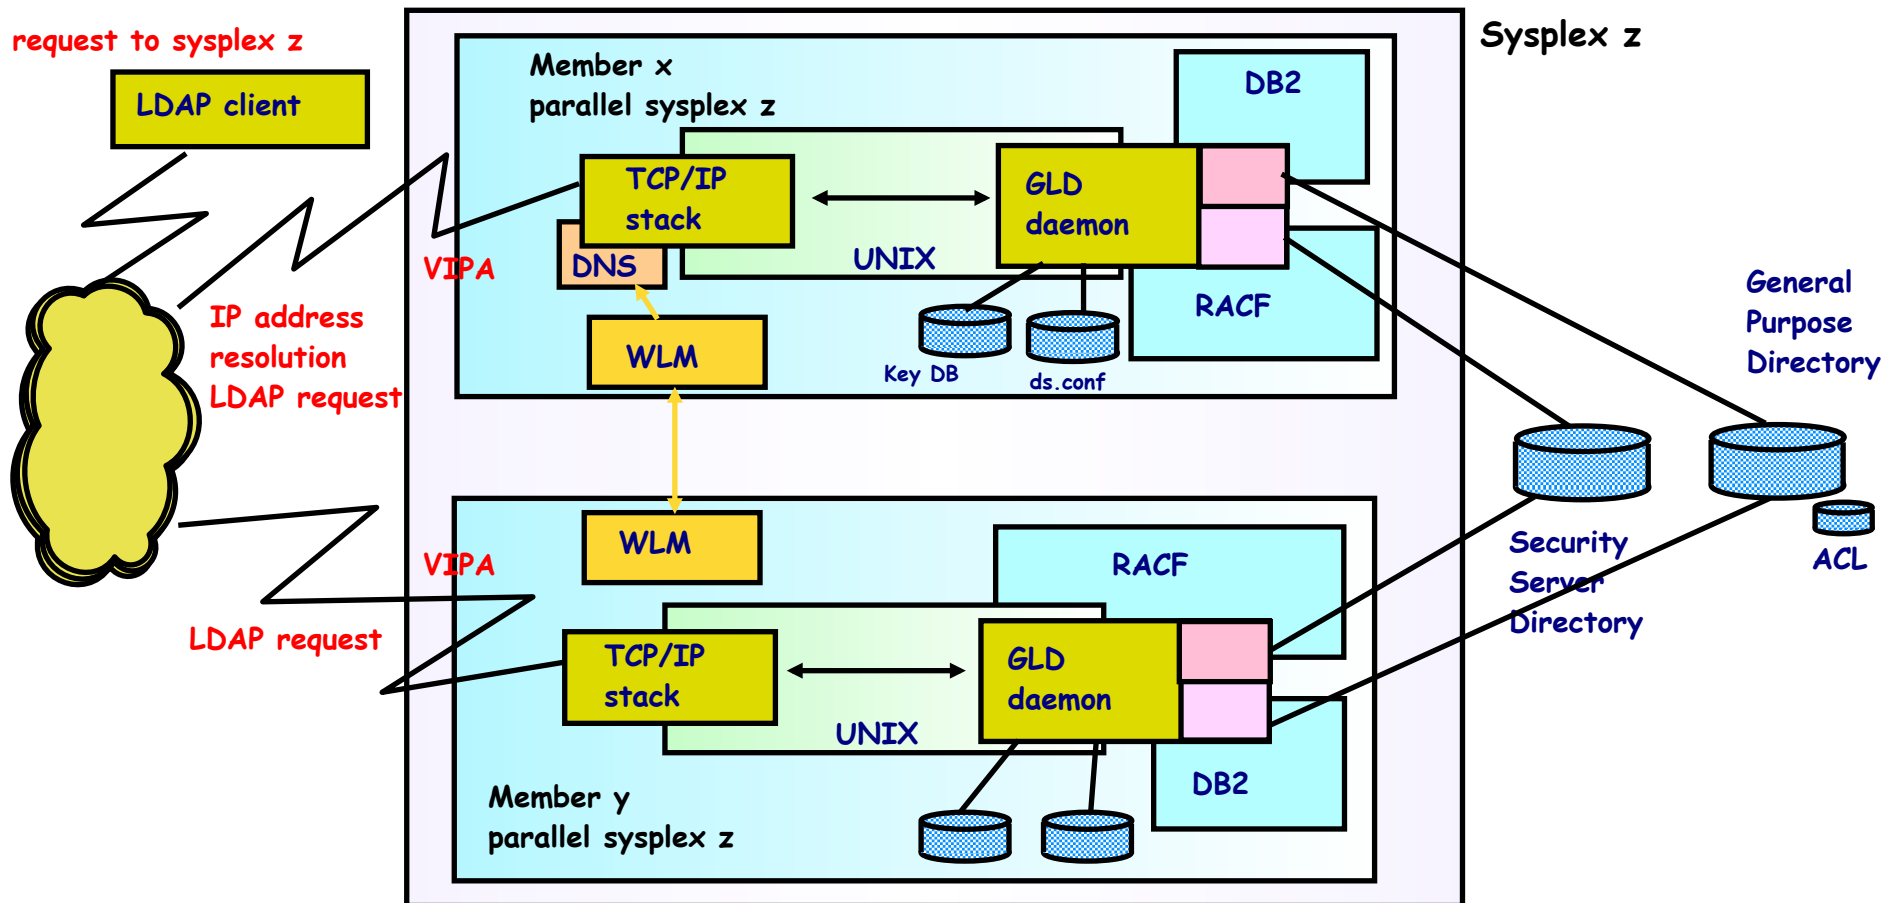 request to sysplex z
LDAP client
Sysplex z
Member x
parallel sysplex z
DB2
TCP/IP
stack
GLD
daemon
DNS
UNIX
VIPA
RACF
IP address
resolution
LDAP request
WLM
Key DB
ds.conf
General
Purpose
Directory
WLM
VIPA
RACF
Security
Server
Directory
ACL
LDAP request
TCP/IP
stack
GLD
daemon
UNIX
DB2
Member y
parallel sysplex z